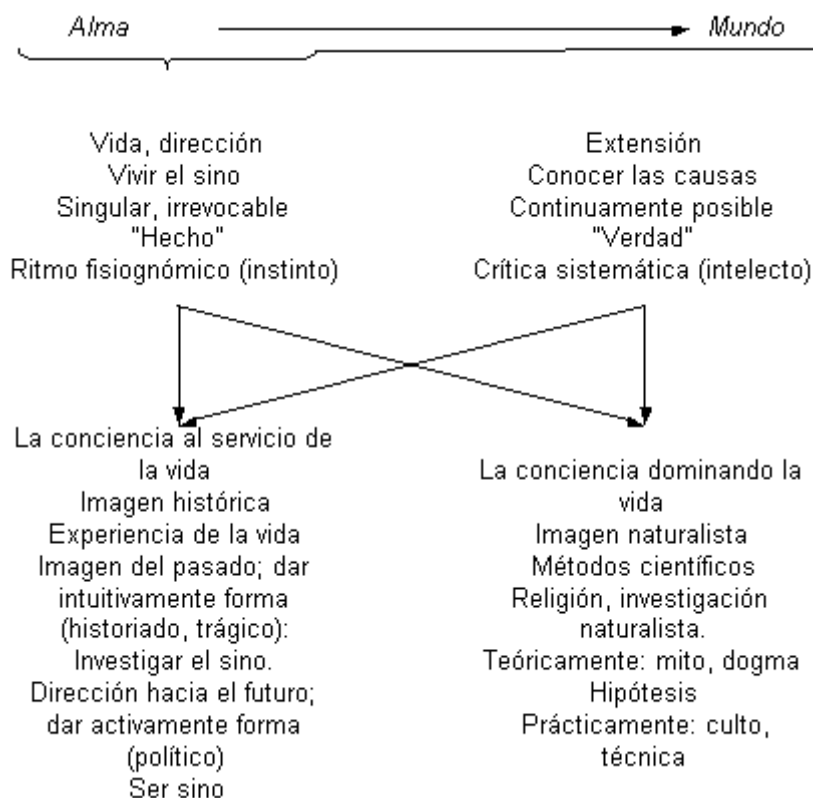 Alma
Mundo
Vida, dirección
Vivir el sino
Singular, irrevocable
"Hecho"
Ritmo fisiognómico (instinto)
Extensión
Conocer las causas
Continuamente posible
"Verdad"
Crítica sistemática (intelecto)
La conciencia al servicio de
la vida
Imagen histórica
Experiencia de la vida
Imagen del pasado; dar
intuitivamente forma
(historiado, trágico):
Investigar el sino.
Dirección hacia el futuro;
dar activamente forma
(político)
Ser sino
La conciencia dominando la
vida
Imagen naturalista
Métodos científicos
Religión, investigación
naturalista.
Teóricamente: mito, dogma
Hipótesis
Prácticamente: culto,
técnica